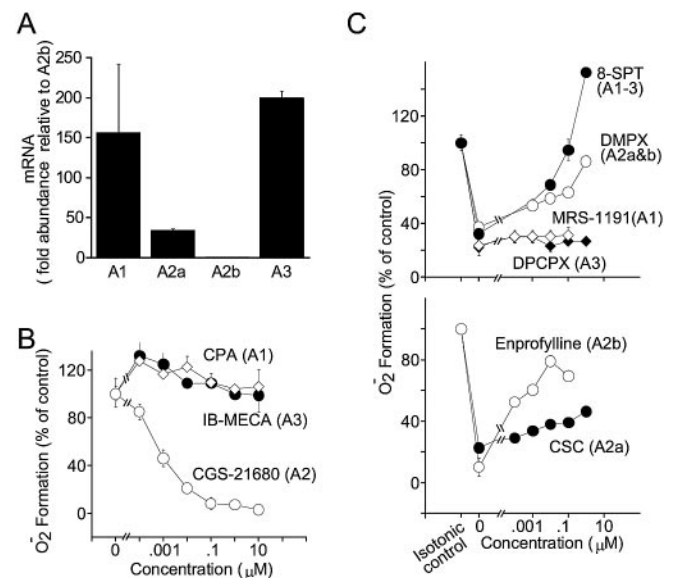 A
mRNA
( fold abundance relative to A2b)
250
200
150
100
50
0
A1 A2a A2b A3
B
O2- Formation (% of control)
120
80
40
0
CPA (A1)
IB-MECA (A3)
CGS-21680 (A2)
0 .001 .1 10
Concentration (μM)
C
O2- Formation (% of control)
120
80
40
0
8-SPT
(A1-3)
DMPX
(A2a&b)
MRS-1191(A1)
DPCPX (A3)
80
40
0
Enprofylline (A2b)
CSC (A2a)
Isotonic
control
0 .001 .1 10
Concentration (μM)